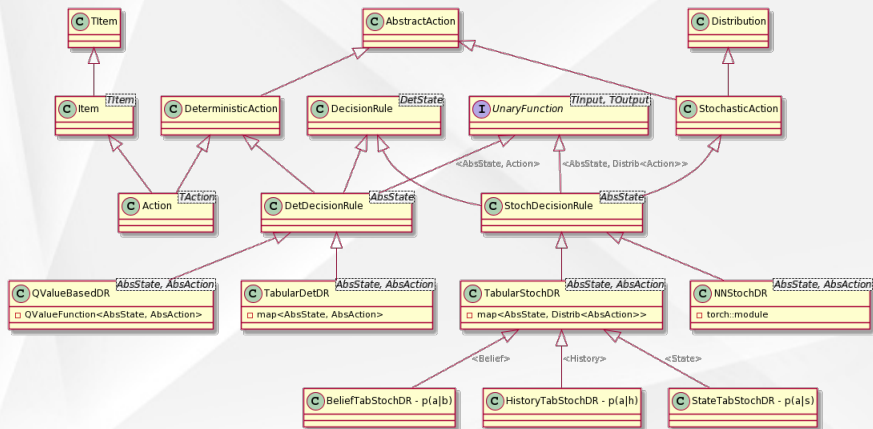 C TItem
C AbstractAction
C Distribution
C Item TItem
C DeterministicAction
C DecisionRule DetState
I UnaryFunction TInput, TOutput
C StochasticAction
<AbsState, Action>
<AbsState, Distrib<Action>>
C Action TAction
C DetDecisionRule AbsState
C StochDecisionRule AbsState
C QValueBasedDR AbsState, AbsAction
QValueFunction<AbsState, AbsAction>
C TabularDetDR AbsState, AbsAction
map<AbsState, AbsAction>
C TabularStochDR AbsState, AbsAction
map<AbsState, Distrib<AbsAction>>
C NNStochDR AbsState, AbsAction
torch::module
<Belief>
<History>
<State>
C BeliefTabStochDR - p(a|b)
C HistoryTabStochDR - p(a|h)
C StateTabStochDR - p(a|s)